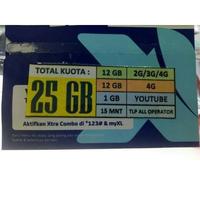 TOTAL KUOTA :
25 GB
12 GB 2G/3G/4G
12 GB 4G
1 GB YOUTUBE
15 MNT TLP ALL OPERATOR
Aktifkan Xtra Combo di *123# & myXL